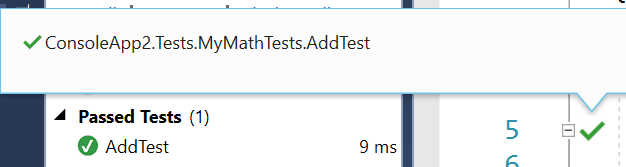 ConsoleApp2.Tests.MyMathTests.AddTest
Passed Tests (1)
AddTest 9 ms
5
6